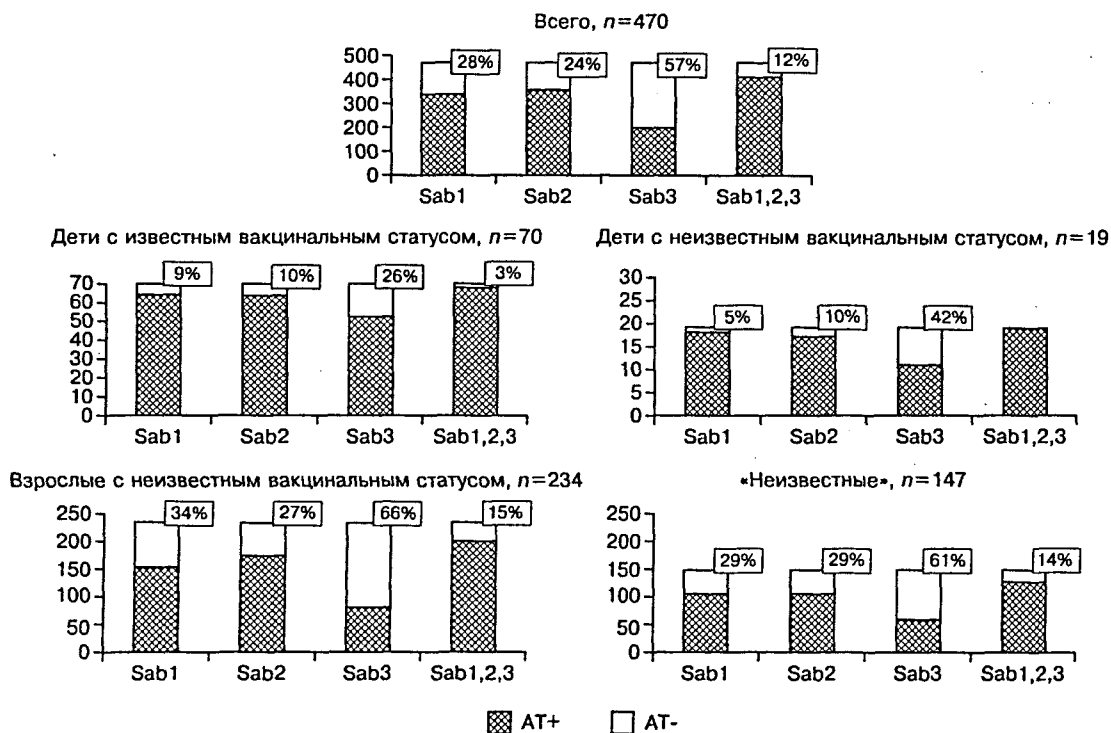 Всего, n=470
500
400
300
200
100
0
28%
24%
57%
12%
Sab1
Sab2
Sab3
Sab1,2,3
Дети с известным вакцинальным статусом, n=70
70
60
50
40
30
20
10
0
9%
10%
26%
3%
Sab1
Sab2
Sab3
Sab1,2,3
Дети с неизвестным вакцинальным статусом, n=19
30
25
20
15
10
5
0
5%
10%
42%
Sab1
Sab2
Sab3
Sab1,2,3
Взрослые с неизвестным вакцинальным статусом, n=234
250
200
150
100
50
0
34%
27%
66%
15%
Sab1
Sab2
Sab3
Sab1,2,3
«Неизвестные», n=147
250
200
150
100
50
0
29%
29%
61%
14%
Sab1
Sab2
Sab3
Sab1,2,3
АТ+
АТ-